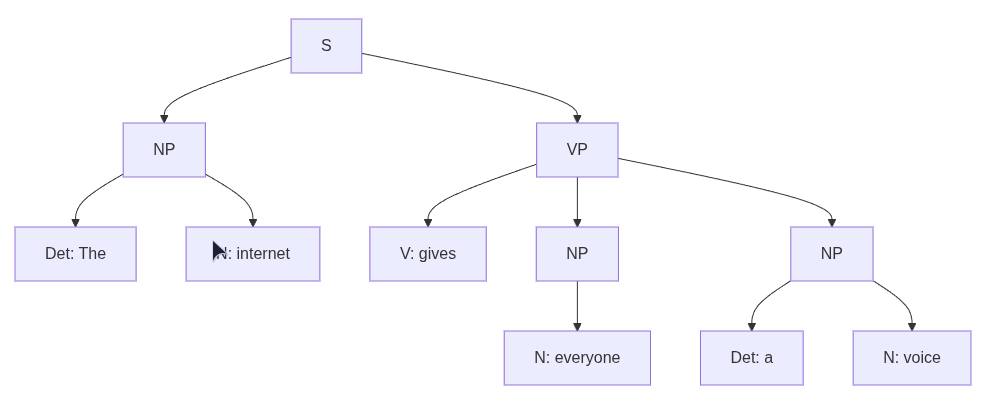 S
NP
VP
Det: The
N: internet
V: gives
NP
NP
N: everyone
Det: a
N: voice